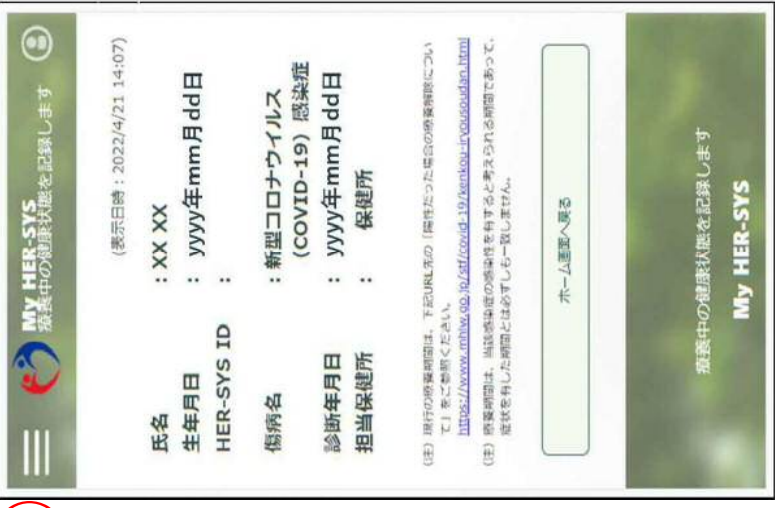 My HER-SYS
療養中の健康状態を記録します
(表示日時：2022/4/21 14:07)
氏名 ：XX XX
生年月日 ： yyyy年mm月dd日
HER-SYS ID ：
傷病名 ：新型コロナウイルス
(COVID-19) 感染症
診断年月日 ： yyyy年mm月dd日
担当保健所 ： 保健所
(注) 現行の療養期間は、下記URL先の「陽性だった場合の療養解除につい
て」をご参照ください。
https://www.mhlw.go.jp/stf/covid-19/kenkou-iryousoudan.html
(注) 療養期間は、当該感染症の感染性を有すると考えられる期間であって、
症状を有した期間とは必ずしも一致しません。
ホーム画面へ戻る
療養中の健康状態を記録します
My HER-SYS